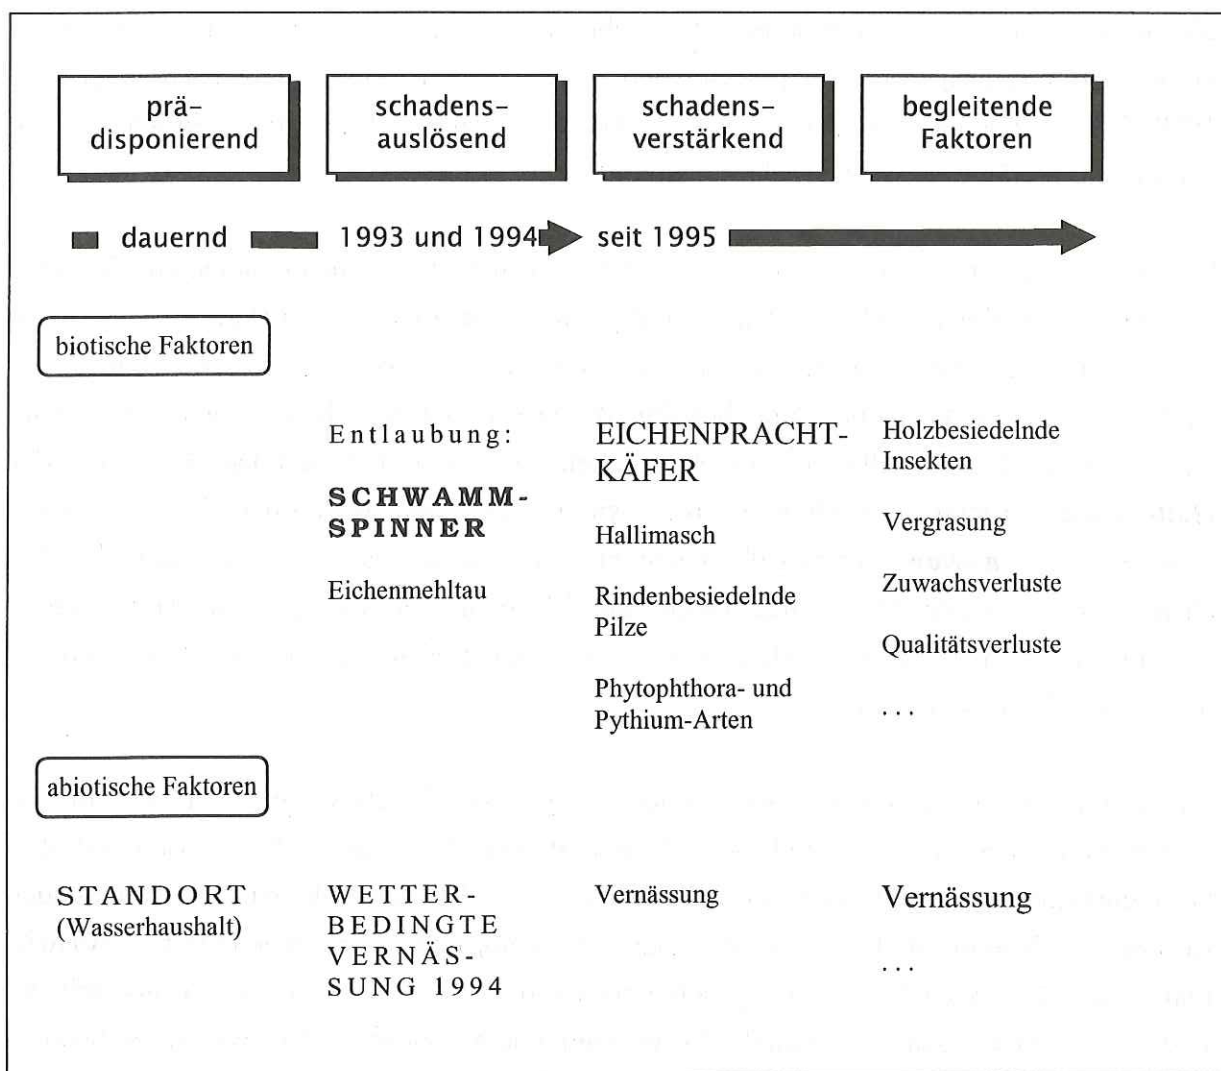 prä-
disponierend
schadens-
auslösend
schadens-
verstärkend
begleitende
Faktoren
dauernd
1993 und 1994
seit 1995
biotische Faktoren
Entlaubung:
SCHWAMM-
SPINNER
Eichenmehltau
EICHENPRACHT-
KÄFER
Hallimasch
Rindenbesiedelnde
Pilze
Phytophthora- und
Pythium-Arten
Holzbesiedelnde
Insekten
Vergrasung
Zuwachsverluste
Qualitätsverluste
. . .
abiotische Faktoren
STANDORT
(Wasserhaushalt)
WETTER-
BEDINGTE
VERNÄS-
SUNG 1994
Vernässung
Vernässung
. . .